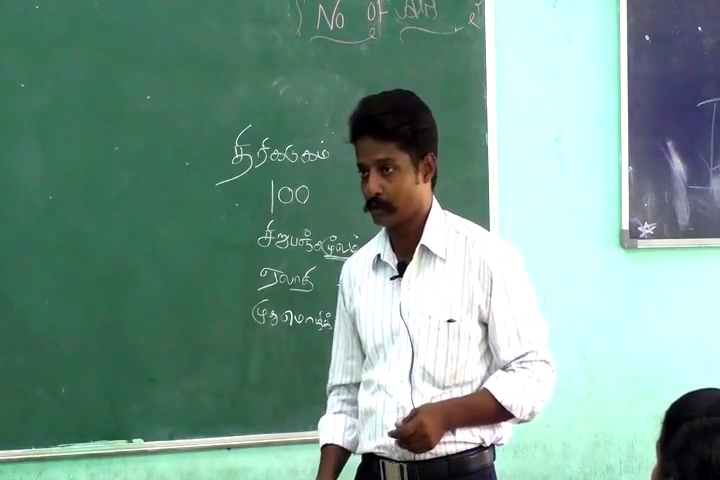 No of
திரிகடுகம்
100
சிறுபஞ்சமூலம்
ஏலாதி
முதுமொழிக்